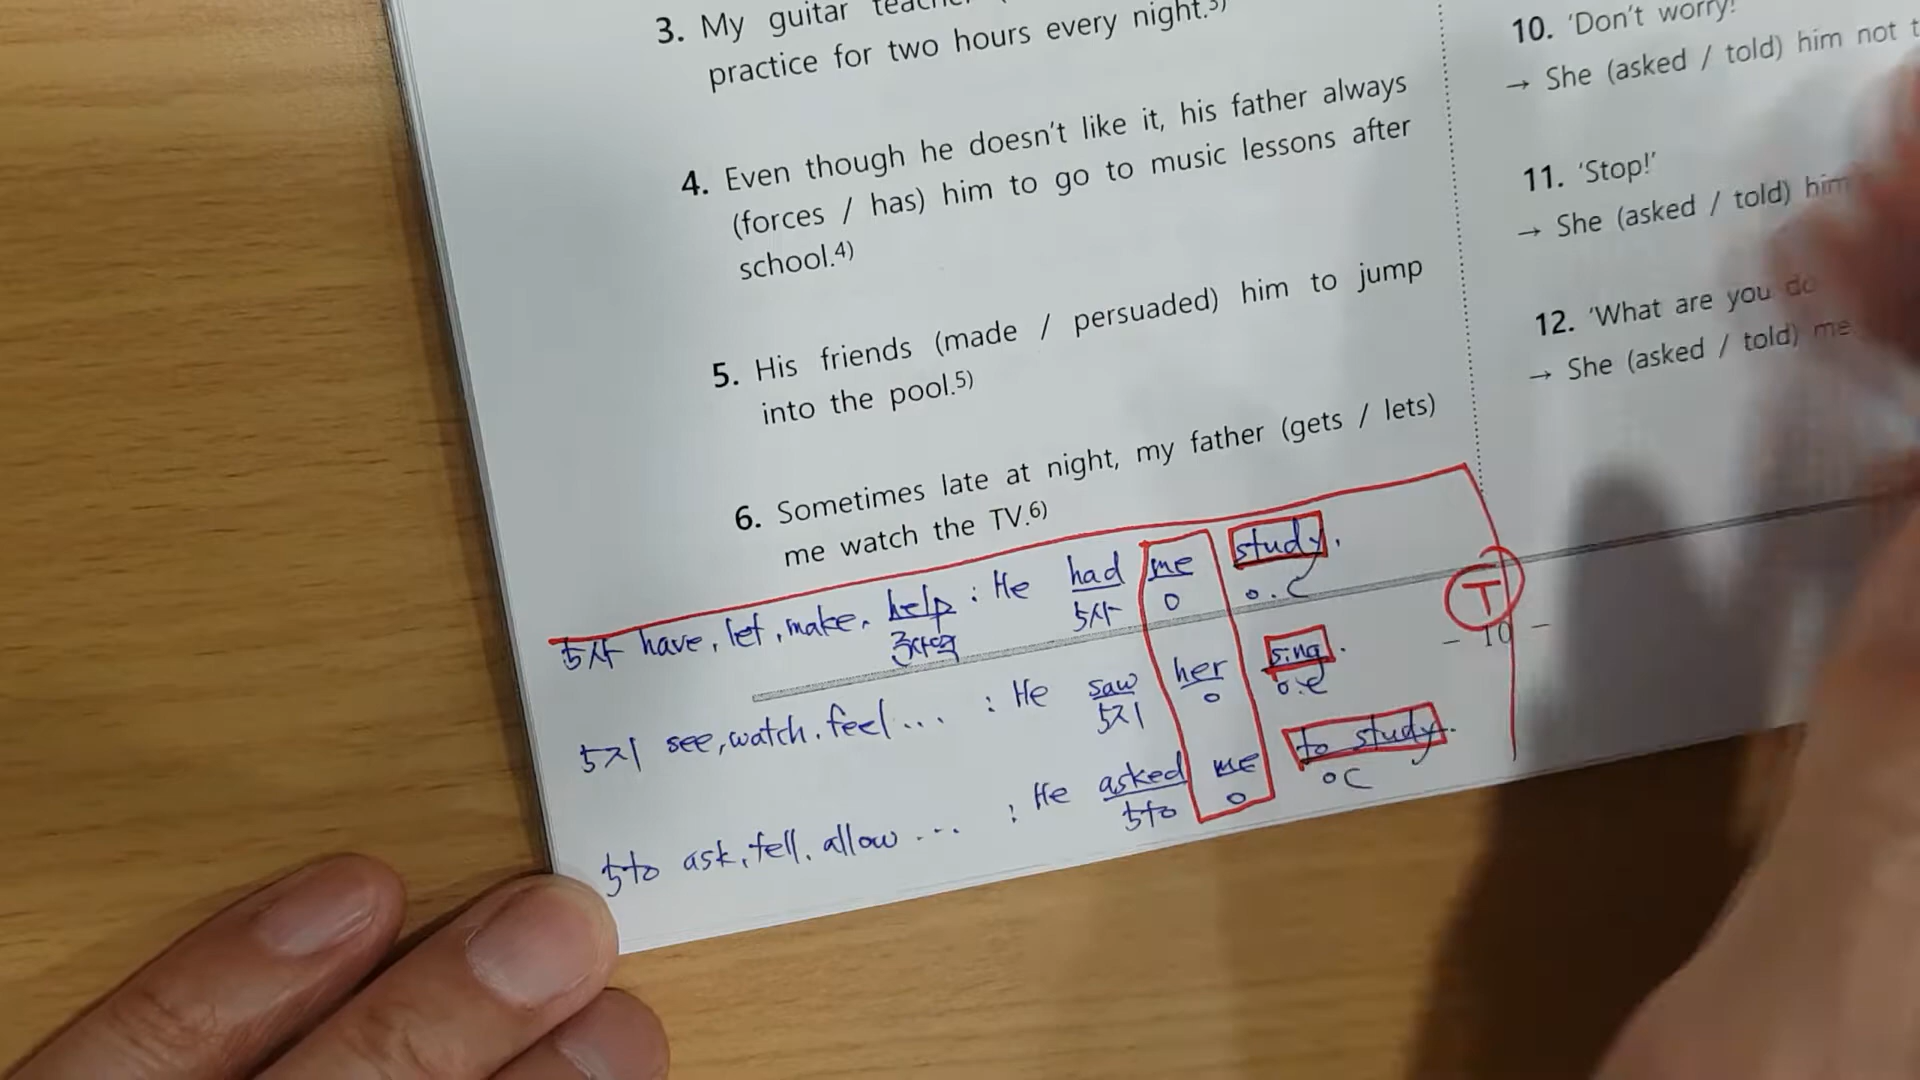 3. My guitar
practice for two hours every night.3)
4. Even though he doesn't like it, his father always
(forces / has) him to go to music lessons after
school.4)
5. His friends (made / persuaded) him to jump
into the pool.5)
6. Sometimes late at night, my father (gets / lets)
me watch the TV.6)
10. 'Don't worry!
→ She (asked / told) him not
11. 'Stop!'
→ She (asked / told) him
12. 'What are you
→ She (asked / told) me
5사 have, let, make, help : He had me study.
준사역 5사 o o.c
5지 see, watch. feel... : He saw her sing.
5지 o o.c
5to ask, tell, allow ... : He asked me to study.
5to o oc
T
- 10 -